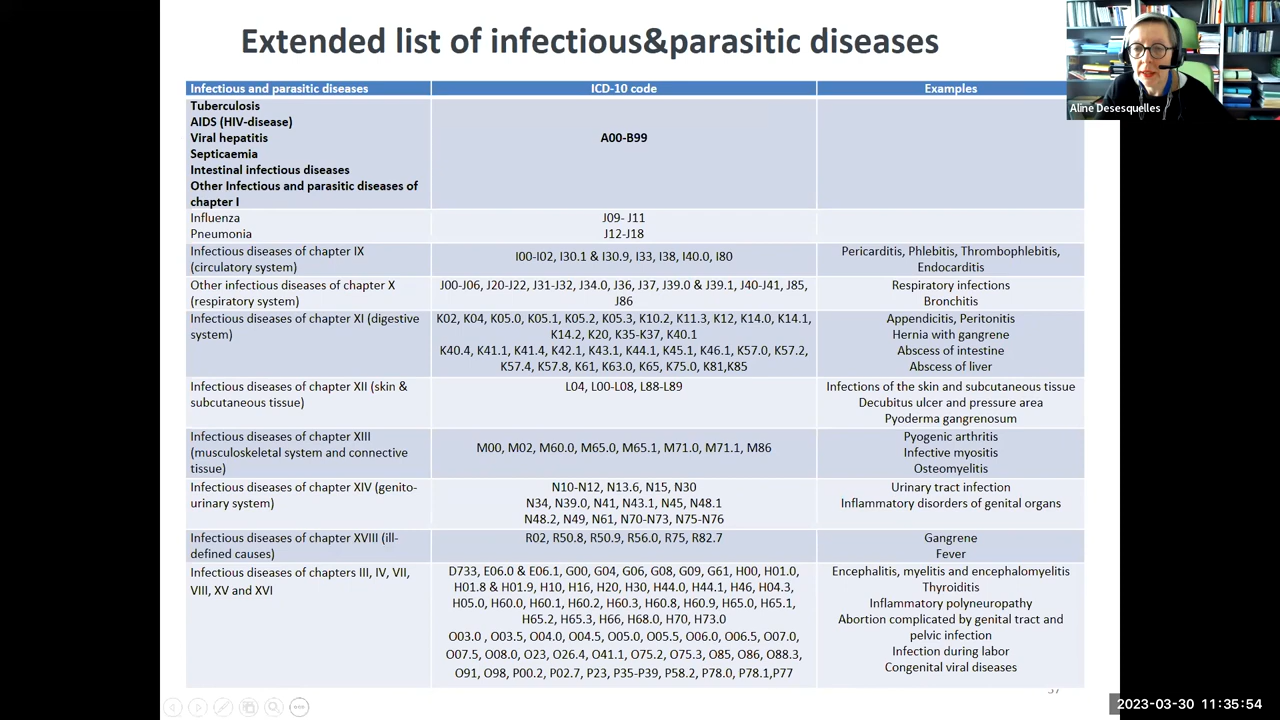 Extended list of infectious&parasitic diseases
Aline Desesquelles
Infectious and parasitic diseases
ICD-10 code
Examples
Tuberculosis
AIDS (HIV-disease)
Viral hepatitis
Septicaemia
Intestinal infectious diseases
Other Infectious and parasitic diseases of
chapter I
A00-B99
Influenza
Pneumonia
J09- J11
J12-J18
Infectious diseases of chapter IX
(circulatory system)
I00-I02, I30.1 & I30.9, I33, I38, I40.0, I80
Pericarditis, Phlebitis, Thrombophlebitis,
Endocarditis
Other infectious diseases of chapter X
(respiratory system)
J00-J06, J20-J22, J31-J32, J34.0, J36, J37, J39.0 & J39.1, J40-J41, J85,
J86
Respiratory infections
Bronchitis
Infectious diseases of chapter XI (digestive
system)
K02, K04, K05.0, K05.1, K05.2, K05.3, K10.2, K11.3, K12, K14.0, K14.1,
K14.2, K20, K35-K37, K40.1
K40.4, K41.1, K41.4, K42.1, K43.1, K44.1, K45.1, K46.1, K57.0, K57.2,
K57.4, K57.8, K61, K63.0, K65, K75.0, K81,K85
Appendicitis, Peritonitis
Hernia with gangrene
Abscess of intestine
Abscess of liver
Infectious diseases of chapter XII (skin &
subcutaneous tissue)
L04, L00-L08, L88-L89
Infections of the skin and subcutaneous tissue
Decubitus ulcer and pressure area
Pyoderma gangrenosum
Infectious diseases of chapter XIII
(musculoskeletal system and connective
tissue)
M00, M02, M60.0, M65.0, M65.1, M71.0, M71.1, M86
Pyogenic arthritis
Infective myositis
Osteomyelitis
Infectious diseases of chapter XIV (genito-
urinary system)
N10-N12, N13.6, N15, N30
N34, N39.0, N41, N43.1, N45, N48.1
N48.2, N49, N61, N70-N73, N75-N76
Urinary tract infection
Inflammatory disorders of genital organs
Infectious diseases of chapter XVIII (ill-
defined causes)
R02, R50.8, R50.9, R56.0, R75, R82.7
Gangrene
Fever
Infectious diseases of chapters III, IV, VII,
VIII, XV and XVI
D733, E06.0 & E06.1, G00, G04, G06, G08, G09, G61, H00, H01.0,
H01.8 & H01.9, H10, H16, H20, H30, H44.0, H44.1, H46, H04.3,
H05.0, H60.0, H60.1, H60.2, H60.3, H60.8, H60.9, H65.0, H65.1,
H65.2, H65.3, H66, H68.0, H70, H73.0
O03.0 , O03.5, O04.0, O04.5, O05.0, O05.5, O06.0, O06.5, O07.0,
O07.5, O08.0, O23, O26.4, O41.1, O75.2, O75.3, O85, O86, O88.3,
O91, O98, P00.2, P02.7, P23, P35-P39, P58.2, P78.0, P78.1,P77
Encephalitis, myelitis and encephalomyelitis
Thyroiditis
Inflammatory polyneuropathy
Abortion complicated by genital tract and
pelvic infection
Infection during labor
Congenital viral diseases
2023-03-30 11:35:54